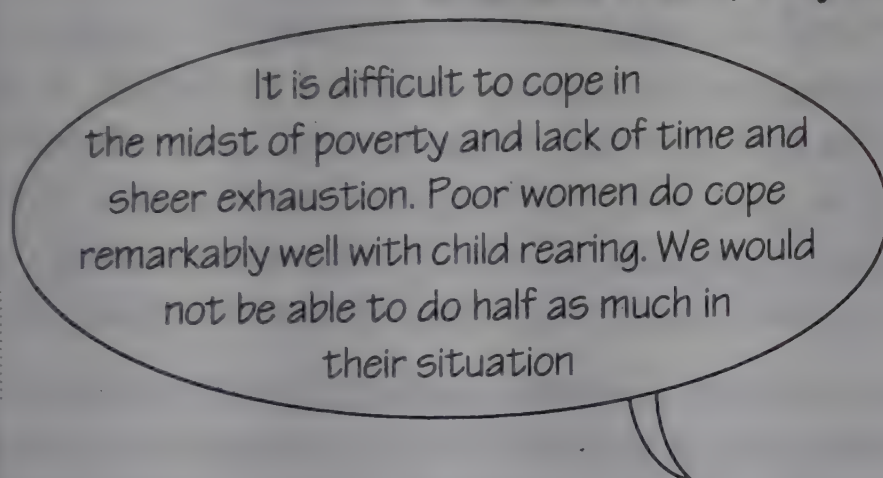 It is difficult to cope in
the midst of poverty and lack of time and
sheer exhaustion. Poor women do cope
remarkably well with child rearing. We would
not be able to do half as much in
their situation